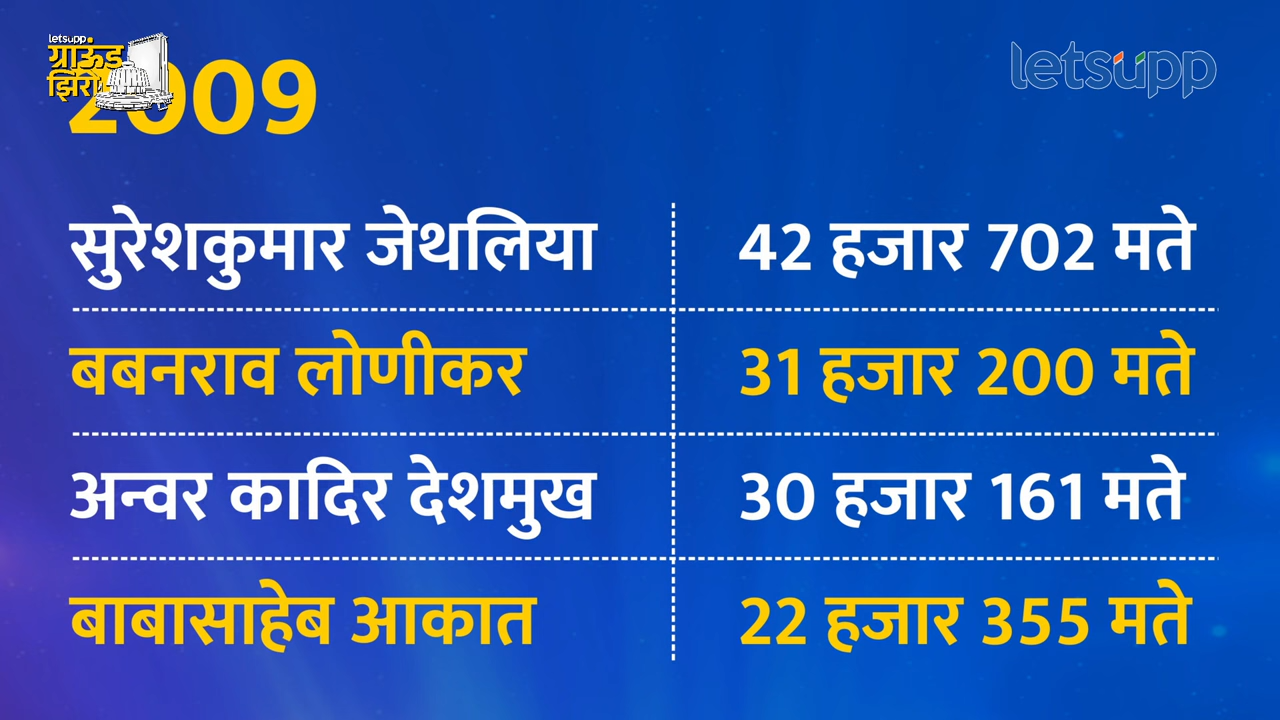 letsupp
ग्राऊंड
letsupp
2009
सुरेशकुमार जेथलिया 42 हजार 702 मते
बबनराव लोणीकर 31 हजार 200 मते
अन्वर कादिर देशमुख 30 हजार 161 मते
बाबासाहेब आकात 22 हजार 355 मते